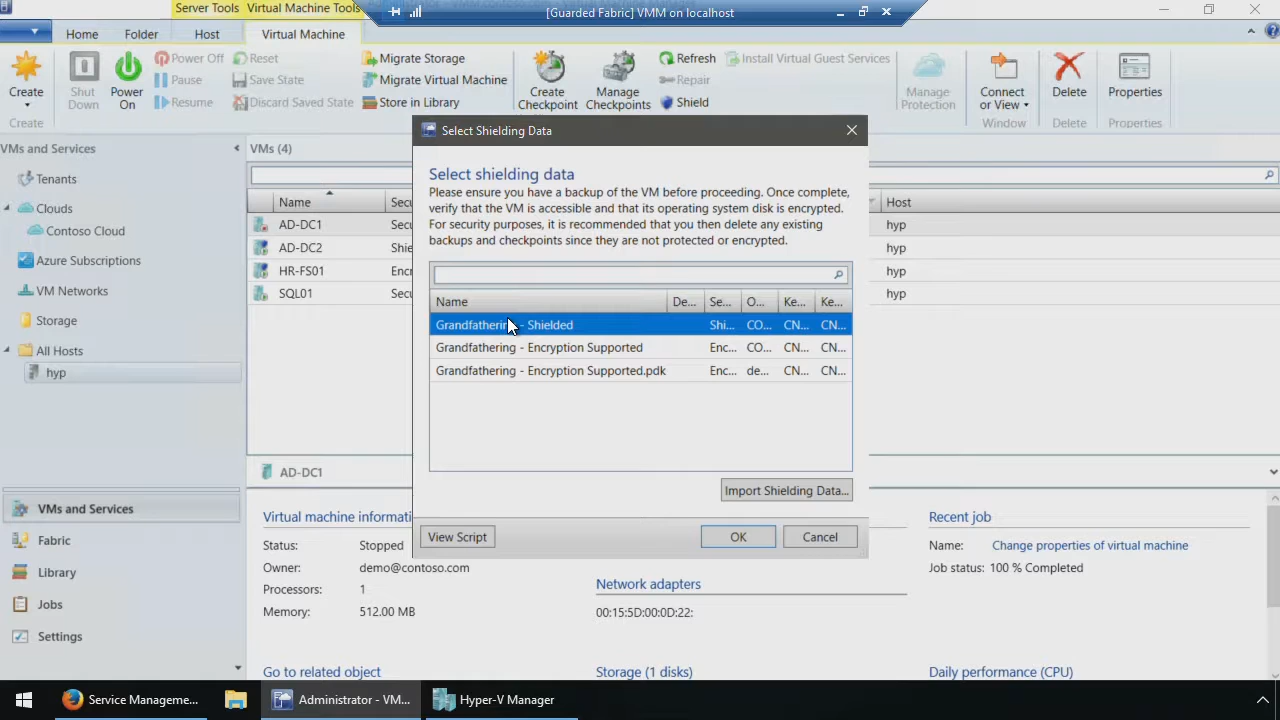 Server Tools
Virtual Machine Tools
[Guarded Fabric] VMM on localhost
Home
Folder
Host
Virtual Machine
Create
Shut Down
Power On
Power Off
Pause
Resume
Reset
Save State
Discard Saved State
Migrate Storage
Migrate Virtual Machine
Store in Library
Create Checkpoint
Manage Checkpoints
Refresh
Repair
Shield
Install Virtual Guest Services
Manage Protection
Connect or View
Delete
Properties
Create
Window
Delete
Properties
VMs and Services
Tenants
Clouds
Contoso Cloud
Azure Subscriptions
VM Networks
Storage
All Hosts
hyp
VMs and Services
Fabric
Library
Jobs
Settings
VMs (4)
Name
Host
AD-DC1
Secu
hyp
AD-DC2
Shie
hyp
HR-FS01
Encr
hyp
SQL01
Secu
hyp
Select Shielding Data
Select shielding data
Please ensure you have a backup of the VM before proceeding. Once complete,
verify that the VM is accessible and that its operating system disk is encrypted.
For security purposes, it is recommended that you then delete any existing
backups and checkpoints since they are not protected or encrypted.
Name De... Se... O... Ke... Ke...
Grandfathering - Shielded Shi... CO... CN... CN...
Grandfathering - Encryption Supported Enc... CO... CN... CN...
Grandfathering - Encryption Supported.pdk Enc... de... CN... CN...
Import Shielding Data...
View Script
OK
Cancel
AD-DC1
Virtual machine informati
Status: Stopped
Owner: demo@contoso.com
Processors: 1
Memory: 512.00 MB
Network adapters
00:15:5D:00:0D:22:
Recent job
Name: Change properties of virtual machine
Job status: 100 % Completed
Go to related object
Storage (1 disks)
Daily performance (CPU)
Service Manageme...
Administrator - VM...
Hyper-V Manager